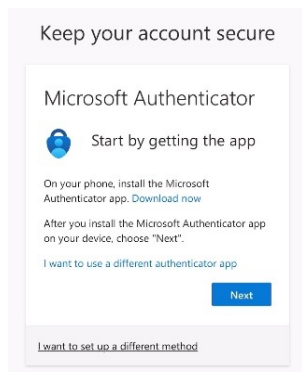 Keep your account secure
Microsoft Authenticator
Start by getting the app
On your phone, install the Microsoft
Authenticator app. Download now
After you install the Microsoft Authenticator app
on your device, choose "Next".
I want to use a different authenticator app
Next
I want to set up a different method